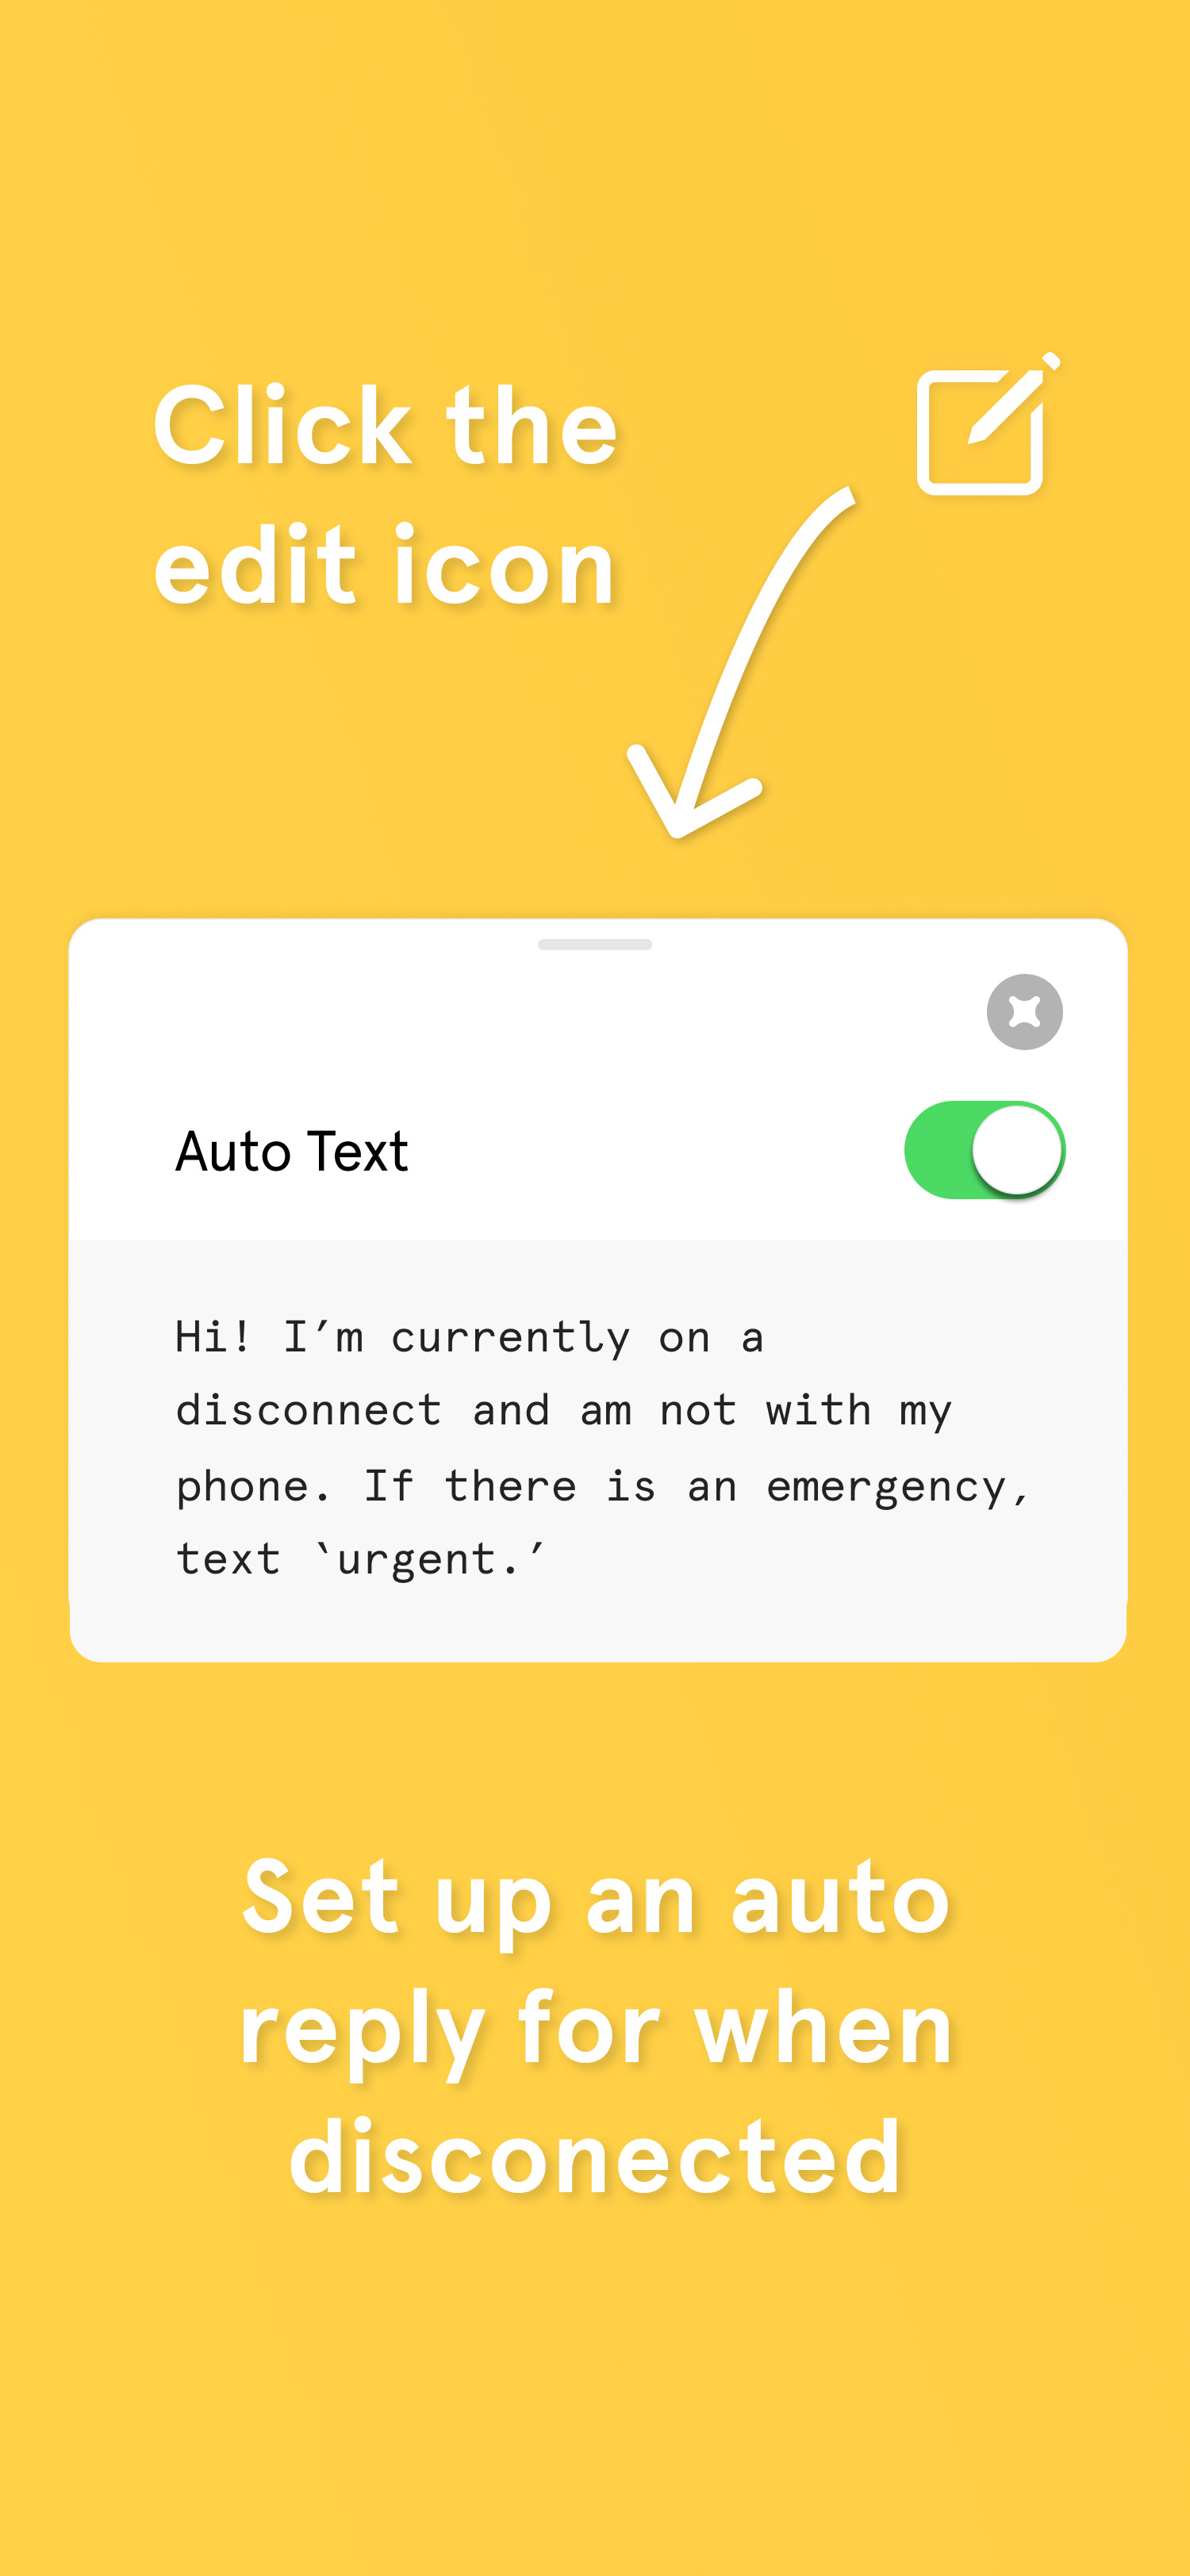 Click the
edit icon
Auto Text
Hi! I’m currently on a
disconnect and am not with my
phone. If there is an emergency,
text ‵urgent.’
Set up an auto
reply for when
disconected